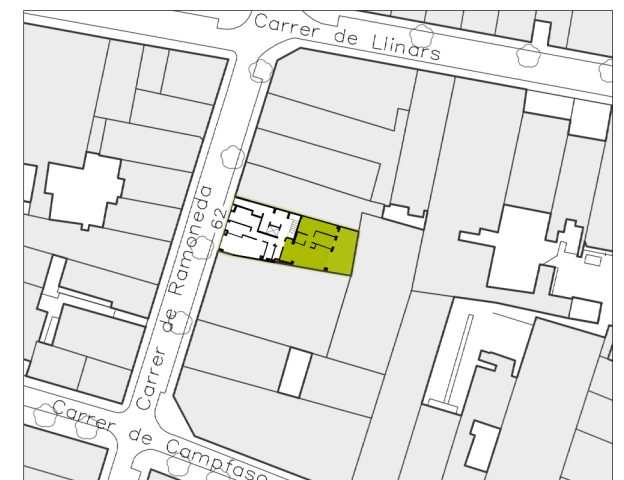 Carrer de Llinars
Carrer de Ramoneda
62
Carrer de Campfaso